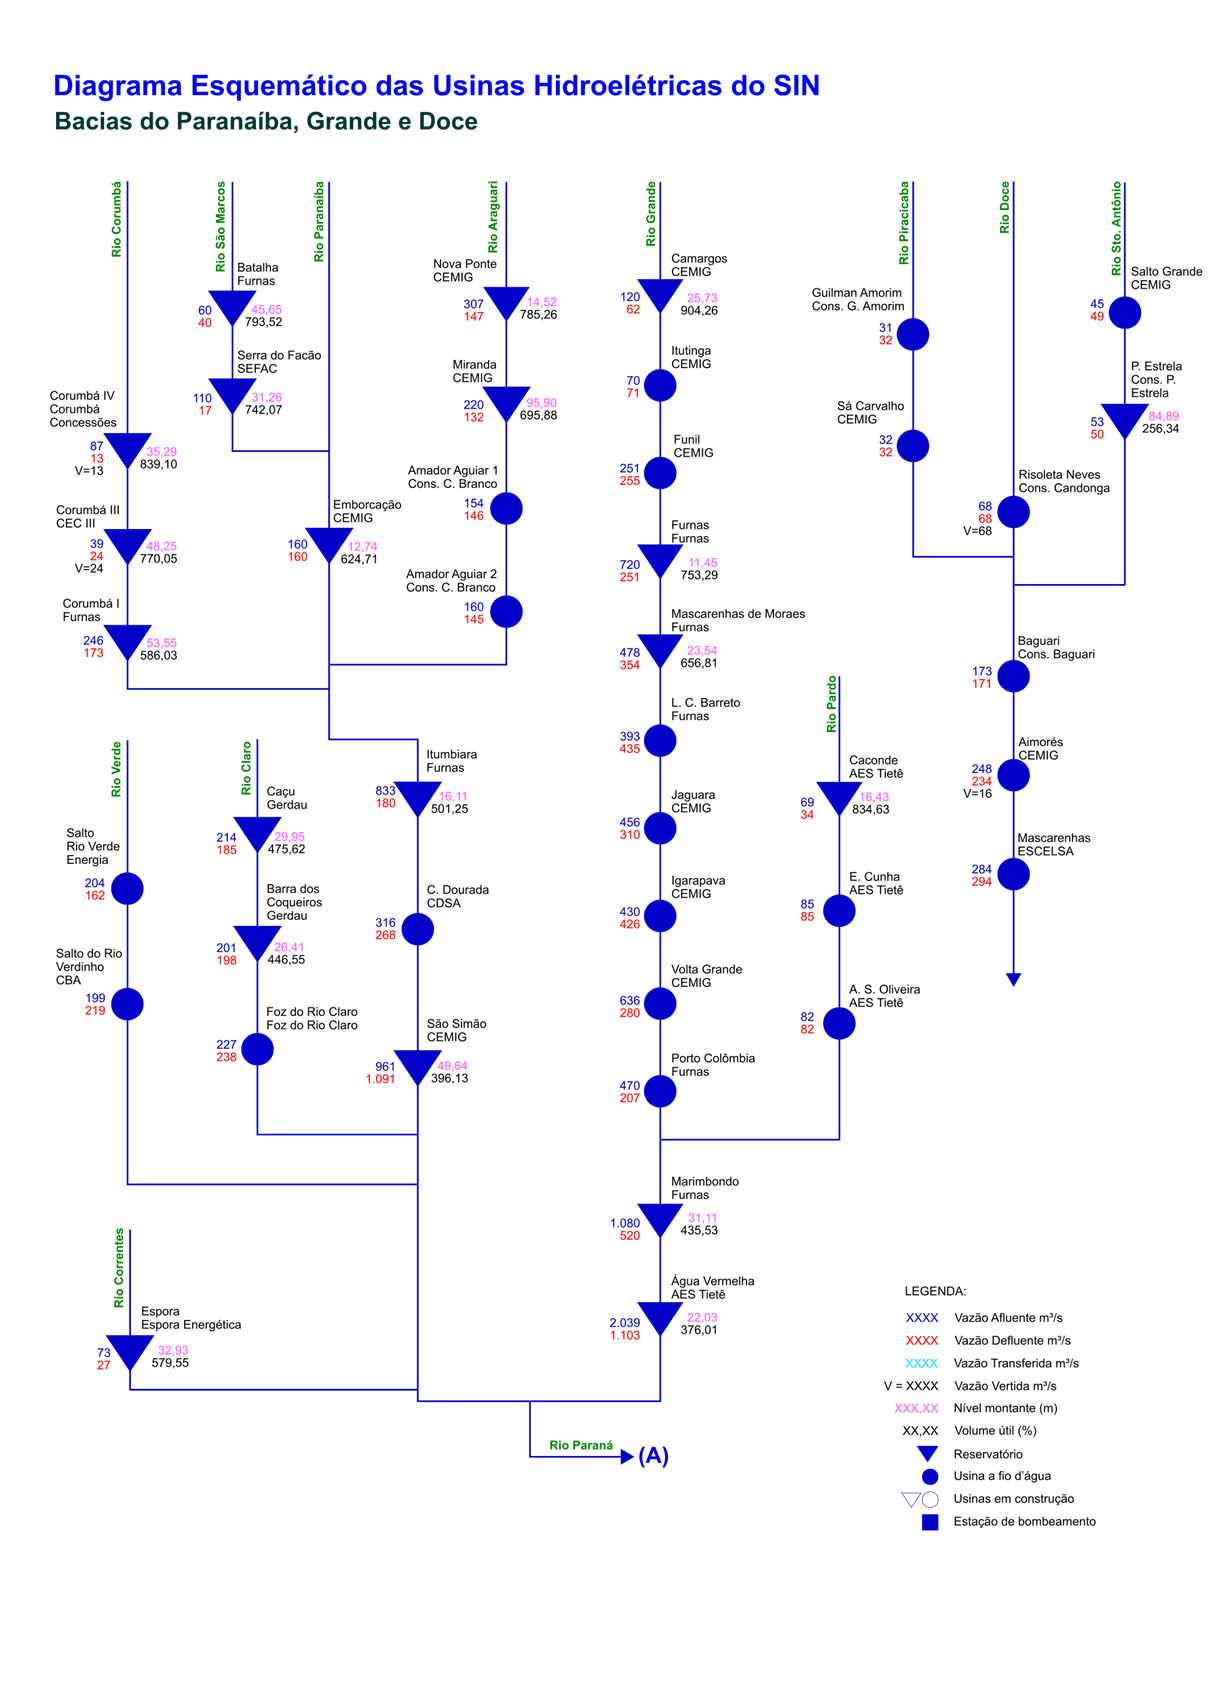 Diagrama Esquemático das Usinas Hidroelétricas do SIN
Bacias do Paranaíba, Grande e Doce
Rio Corumbá
Corumbá IV
Corumbá
Concessões
87
13
V=13
35,29
839,10
Corumbá III
CEC III
39
24
V=24
48,25
770,05
Corumbá I
Furnas
246
173
53,55
586,03
Rio São Marcos
Batalha
Furnas
60
40
45,65
793,52
Serra do Facão
SEFAC
110
17
31,26
742,07
Rio Paranaíba
Emborcação
CEMIG
160
160
12,74
624,71
Rio Araguari
Nova Ponte
CEMIG
307
147
14,52
785,26
Miranda
CEMIG
220
132
95,90
695,88
Amador Aguiar 1
Cons. C. Branco
154
146
Amador Aguiar 2
Cons. C. Branco
160
145
Rio Grande
Camargos
CEMIG
120
62
25,73
904,26
Itutinga
CEMIG
70
71
Funil
CEMIG
251
255
Furnas
Furnas
720
251
11,45
753,29
Mascarenhas de Moraes
Furnas
478
354
23,54
656,81
L. C. Barreto
Furnas
393
435
Jaguara
CEMIG
456
310
Igarapava
CEMIG
430
426
Volta Grande
CEMIG
636
280
Porto Colômbia
Furnas
470
207
Marimbondo
Furnas
1.080
520
31,11
435,53
Água Vermelha
AES Tietê
2.039
1.103
22,03
376,01
Rio Pardo
Caconde
AES Tietê
69
34
16,43
834,63
E. Cunha
AES Tietê
85
85
A. S. Oliveira
AES Tietê
82
82
Rio Piracicaba
Guilman Amorim
Cons. G. Amorim
31
32
Sá Carvalho
CEMIG
32
32
Rio Doce
Risoleta Neves
Cons. Candonga
68
68
V=68
Rio Sto. Antônio
Salto Grande
CEMIG
45
49
P. Estrela
Cons. P.
Estrela
53
50
84,89
256,34
Baguari
Cons. Baguari
173
171
Aimorés
CEMIG
248
234
V=16
Mascarenhas
ESCELSA
284
294
Rio Verde
Salto
Rio Verde
Energia
204
162
Salto do Rio
Verdinho
CBA
199
219
Rio Claro
Caçu
Gerdau
214
185
29,95
475,62
Barra dos
Coqueiros
Gerdau
201
198
26,41
446,55
Foz do Rio Claro
Foz do Rio Claro
227
238
Itumbiara
Furnas
833
180
16,11
501,25
C. Dourada
CDSA
316
268
São Simão
CEMIG
961
1.091
49,64
396,13
Rio Correntes
Espora
Espora Energética
73
27
32,93
579,55
Rio Paraná
(A)
LEGENDA:
XXXX Vazão Afluente m³/s
XXXX Vazão Defluente m³/s
XXXX Vazão Transferida m³/s
V = XXXX Vazão Vertida m³/s
XXX,XX Nível montante (m)
XX,XX Volume útil (%)
Reservatório
Usina a fio d'água
Usinas em construção
Estação de bombeamento